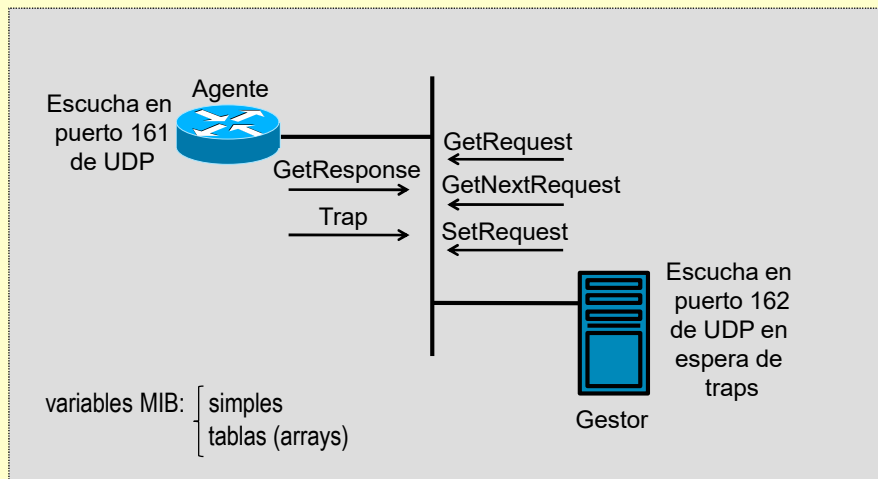 Agente
Escucha en
puerto 161
de UDP
GetResponse
Trap
GetRequest
GetNextRequest
SetRequest
Escucha en
puerto 162
de UDP en
espera de
traps
Gestor
variables MIB:
simples
tablas (arrays)